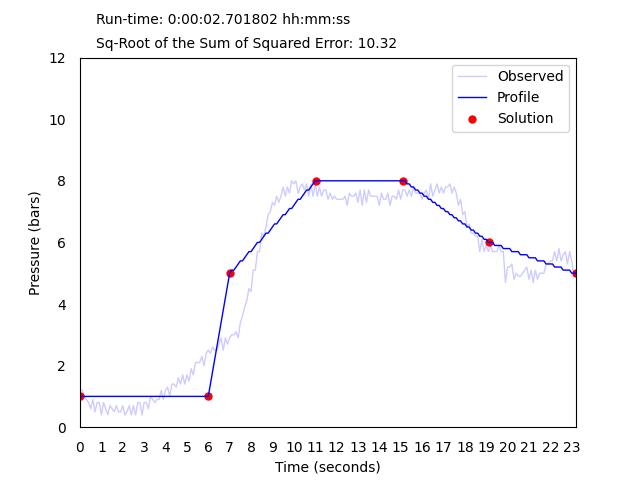 Run-time: 0:00:02.701802 hh:mm:ss
Sq-Root of the Sum of Squared Error: 10.32
12
10
8
6
4
2
0
Pressure (bars)
Observed
Profile
Solution
0 1 2 3 4 5 6 7 8 9 10 11 12 13 14 15 16 17 18 19 20 21 22 23
Time (seconds)